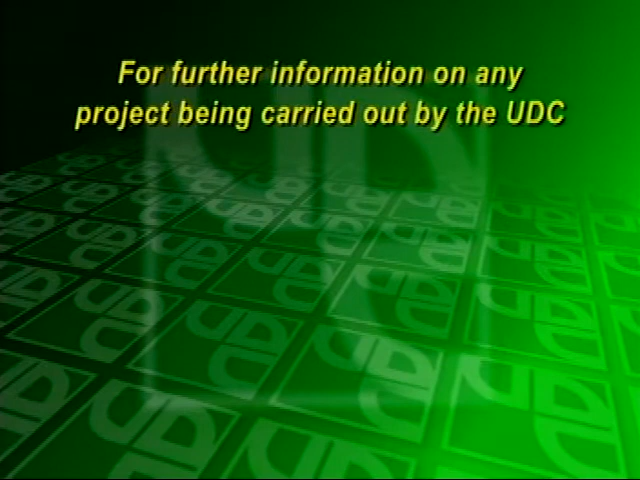 For further information on any
project being carried out by the UDC